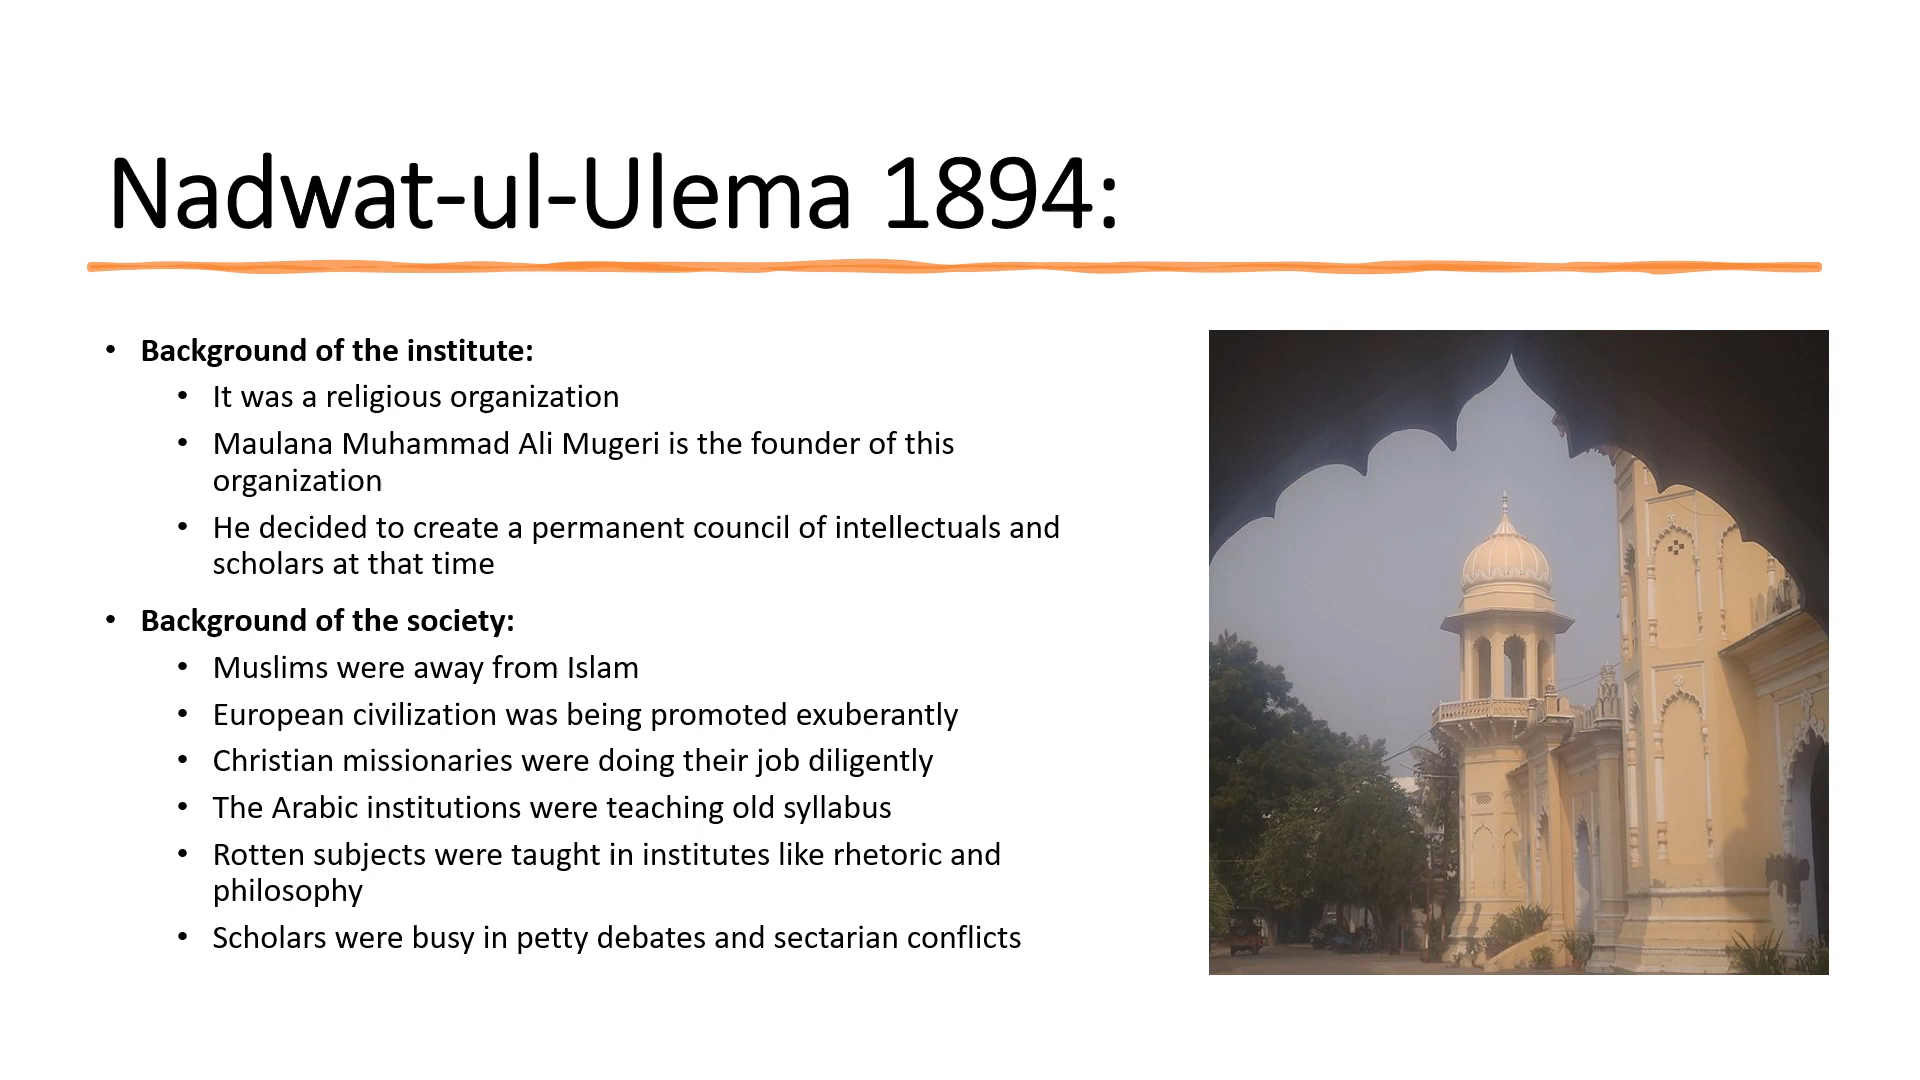 Nadwat-ul-Ulema 1894:
• Background of the institute:
• It was a religious organization
• Maulana Muhammad Ali Mugeri is the founder of this
organization
• He decided to create a permanent council of intellectuals and
scholars at that time
• Background of the society:
• Muslims were away from Islam
• European civilization was being promoted exuberantly
• Christian missionaries were doing their job diligently
• The Arabic institutions were teaching old syllabus
• Rotten subjects were taught in institutes like rhetoric and
philosophy
• Scholars were busy in petty debates and sectarian conflicts